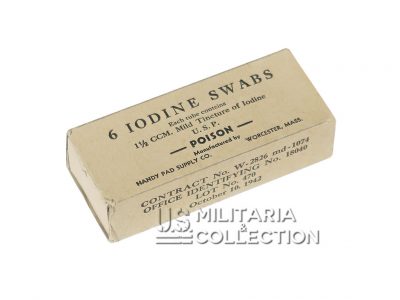 6 IODINE SWABS
Each tube contains
1½ CCM. Mild Tincture of Iodine
U.S.P.
— POISON —
Manufactured by
HANDY PAD SUPPLY CO. WORCESTER, MASS.
CONTRACT No. W-2826 md-1074
OFFICE IDENTIFYING No. 18040
LOT No. 470
October 10, 1942
U.S. MILITARIA
& COLLECTION